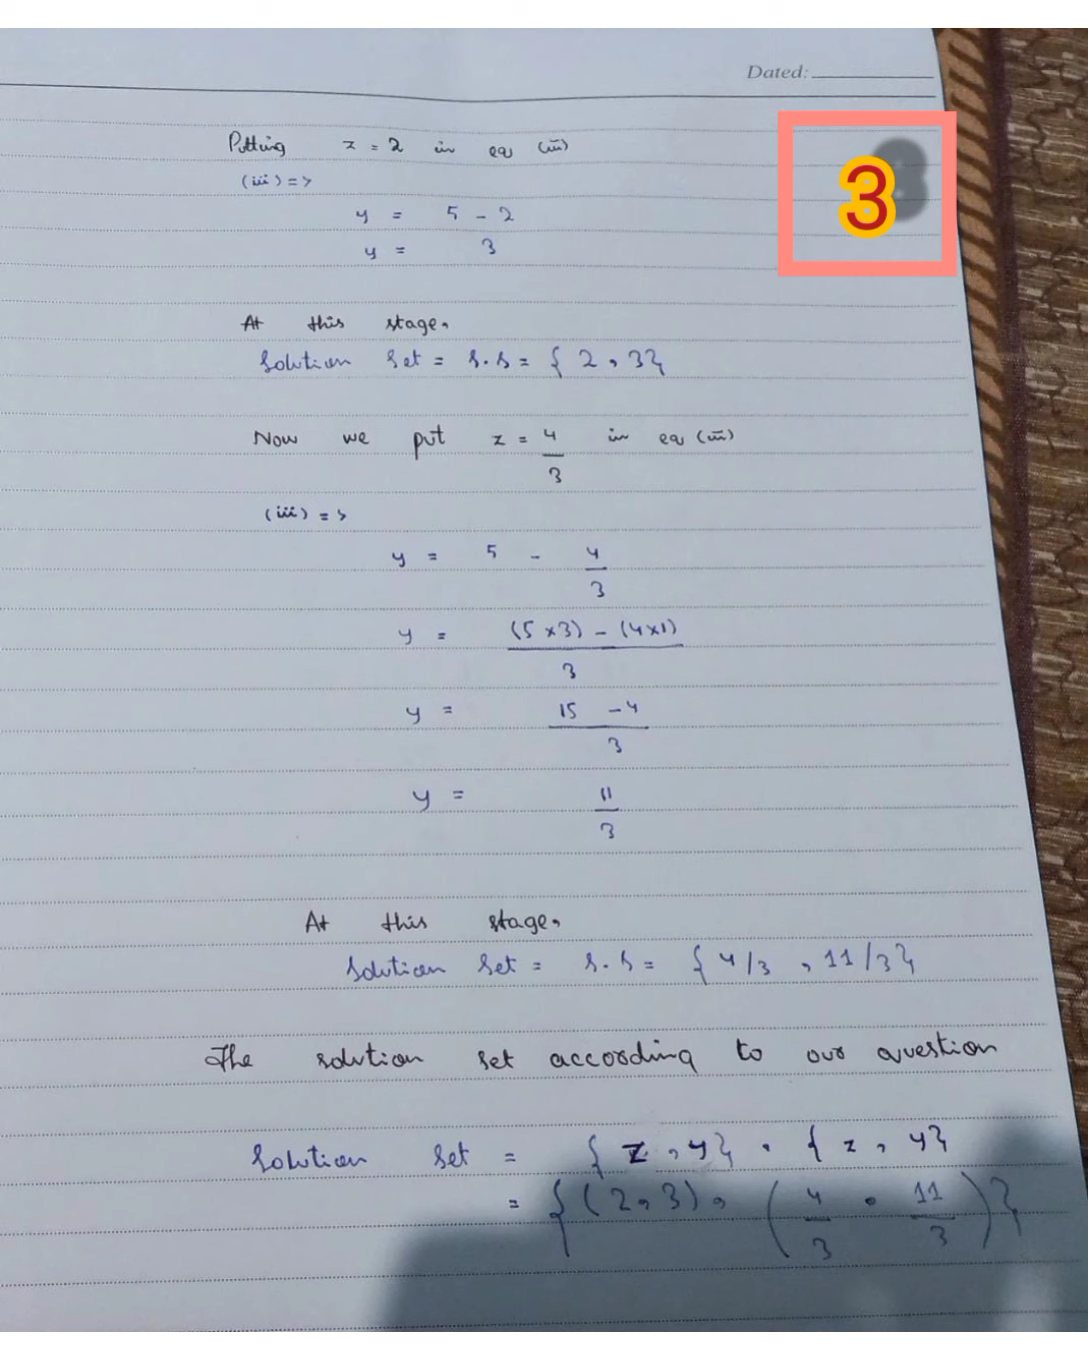 Dated:
3
Putting z = 2 in eq (iii)
(iii) =>
y = 5 - 2
y = 3
At this stage,
Solution Set = S.S = { 2 , 3}
Now we put z = 4/3 in eq (iii)
(iii) =>
y = 5 - 4/3
y = (5 x3) - (4x1) / 3
y = 15 - 4 / 3
y = 11/3
At this stage,
Solution Set = S.S = { 4/3 , 11/3}
The solution set according to our question
Solution Set = { z , y} , { z , y}
= {(2, 3), (4/3 , 11/3)}